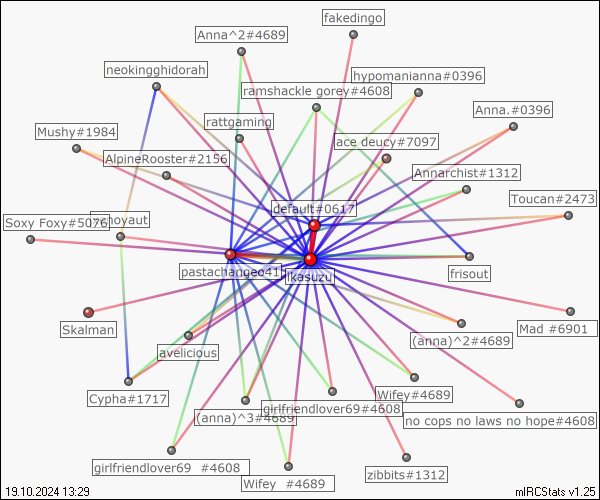 fakedingo
Anna^2#4689
neokingghidorah
hypomanianna#0396
ramshackle gorey#4608
Anna.#0396
rattgaming
Mushy#1984
ace deucy#7097
AlpineRooster#2156
Annarchist#1312
Toucan#2473
default#0617
Soxy Foxy#5076
hoyaut
pastachangeo41
ikasuzu
frisout
Skalman
Mad #6901
(anna)^2#4689
avelicious
Cypha#1717
Wifey#4689
girlfriendlover69#4608
(anna)^3#4689
no cops no laws no hope#4608
girlfriendlover69 #4608
zibbits#1312
Wifey #4689
19.10.2024 13:29
mIRCStats v1.25